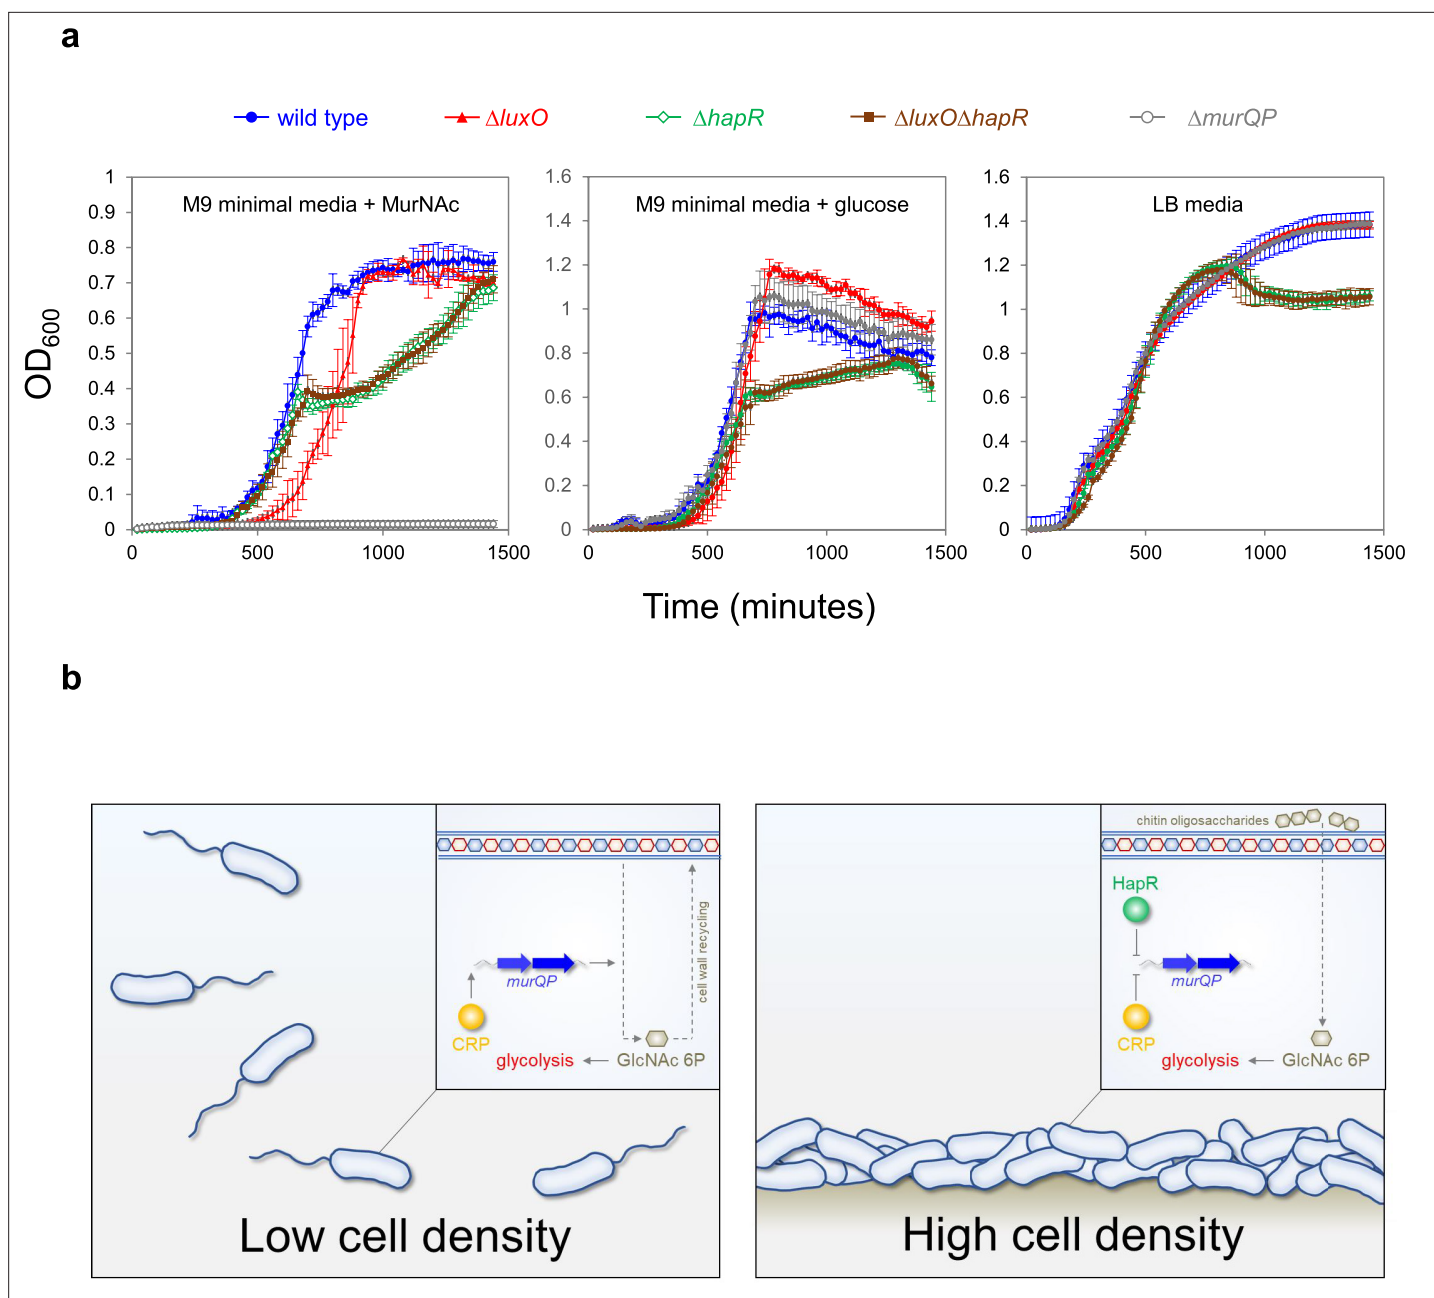 a
wild type
ΔluxO
ΔhapR
ΔluxOΔhapR
ΔmurQP
M9 minimal media + MurNAc
M9 minimal media + glucose
LB media
1
0.9
0.8
0.7
0.6
0.5
0.4
0.3
0.2
0.1
0
0
500
1000
1500
1.6
1.4
1.2
1
0.8
0.6
0.4
0.2
0
0
500
1000
1500
1.6
1.4
1.2
1
0.8
0.6
0.4
0.2
0
0
500
1000
1500
OD600
Time (minutes)
b
murQP
CRP
glycolysis
GlcNAc 6P
cell wall recycling
Low cell density
chitin oligosaccharides
HapR
murQP
CRP
glycolysis
GlcNAc 6P
High cell density